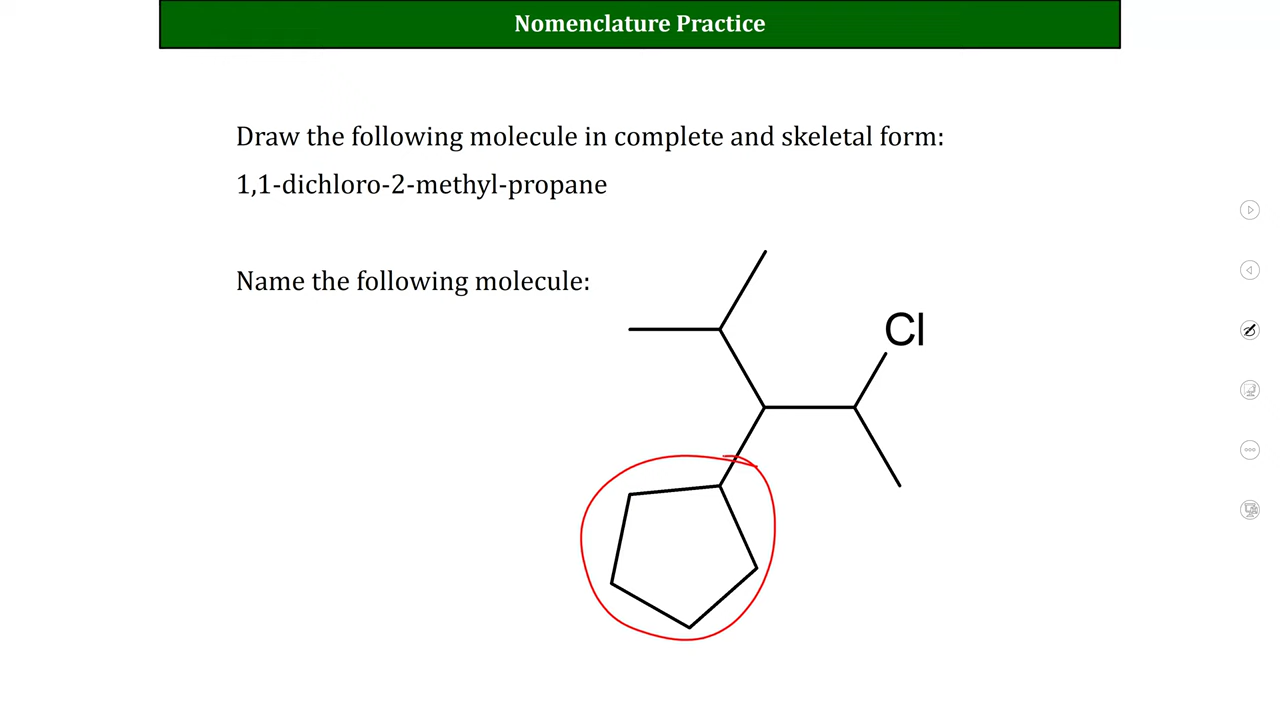 Nomenclature Practice
Draw the following molecule in complete and skeletal form:
1,1-dichloro-2-methyl-propane
Name the following molecule:
Cl